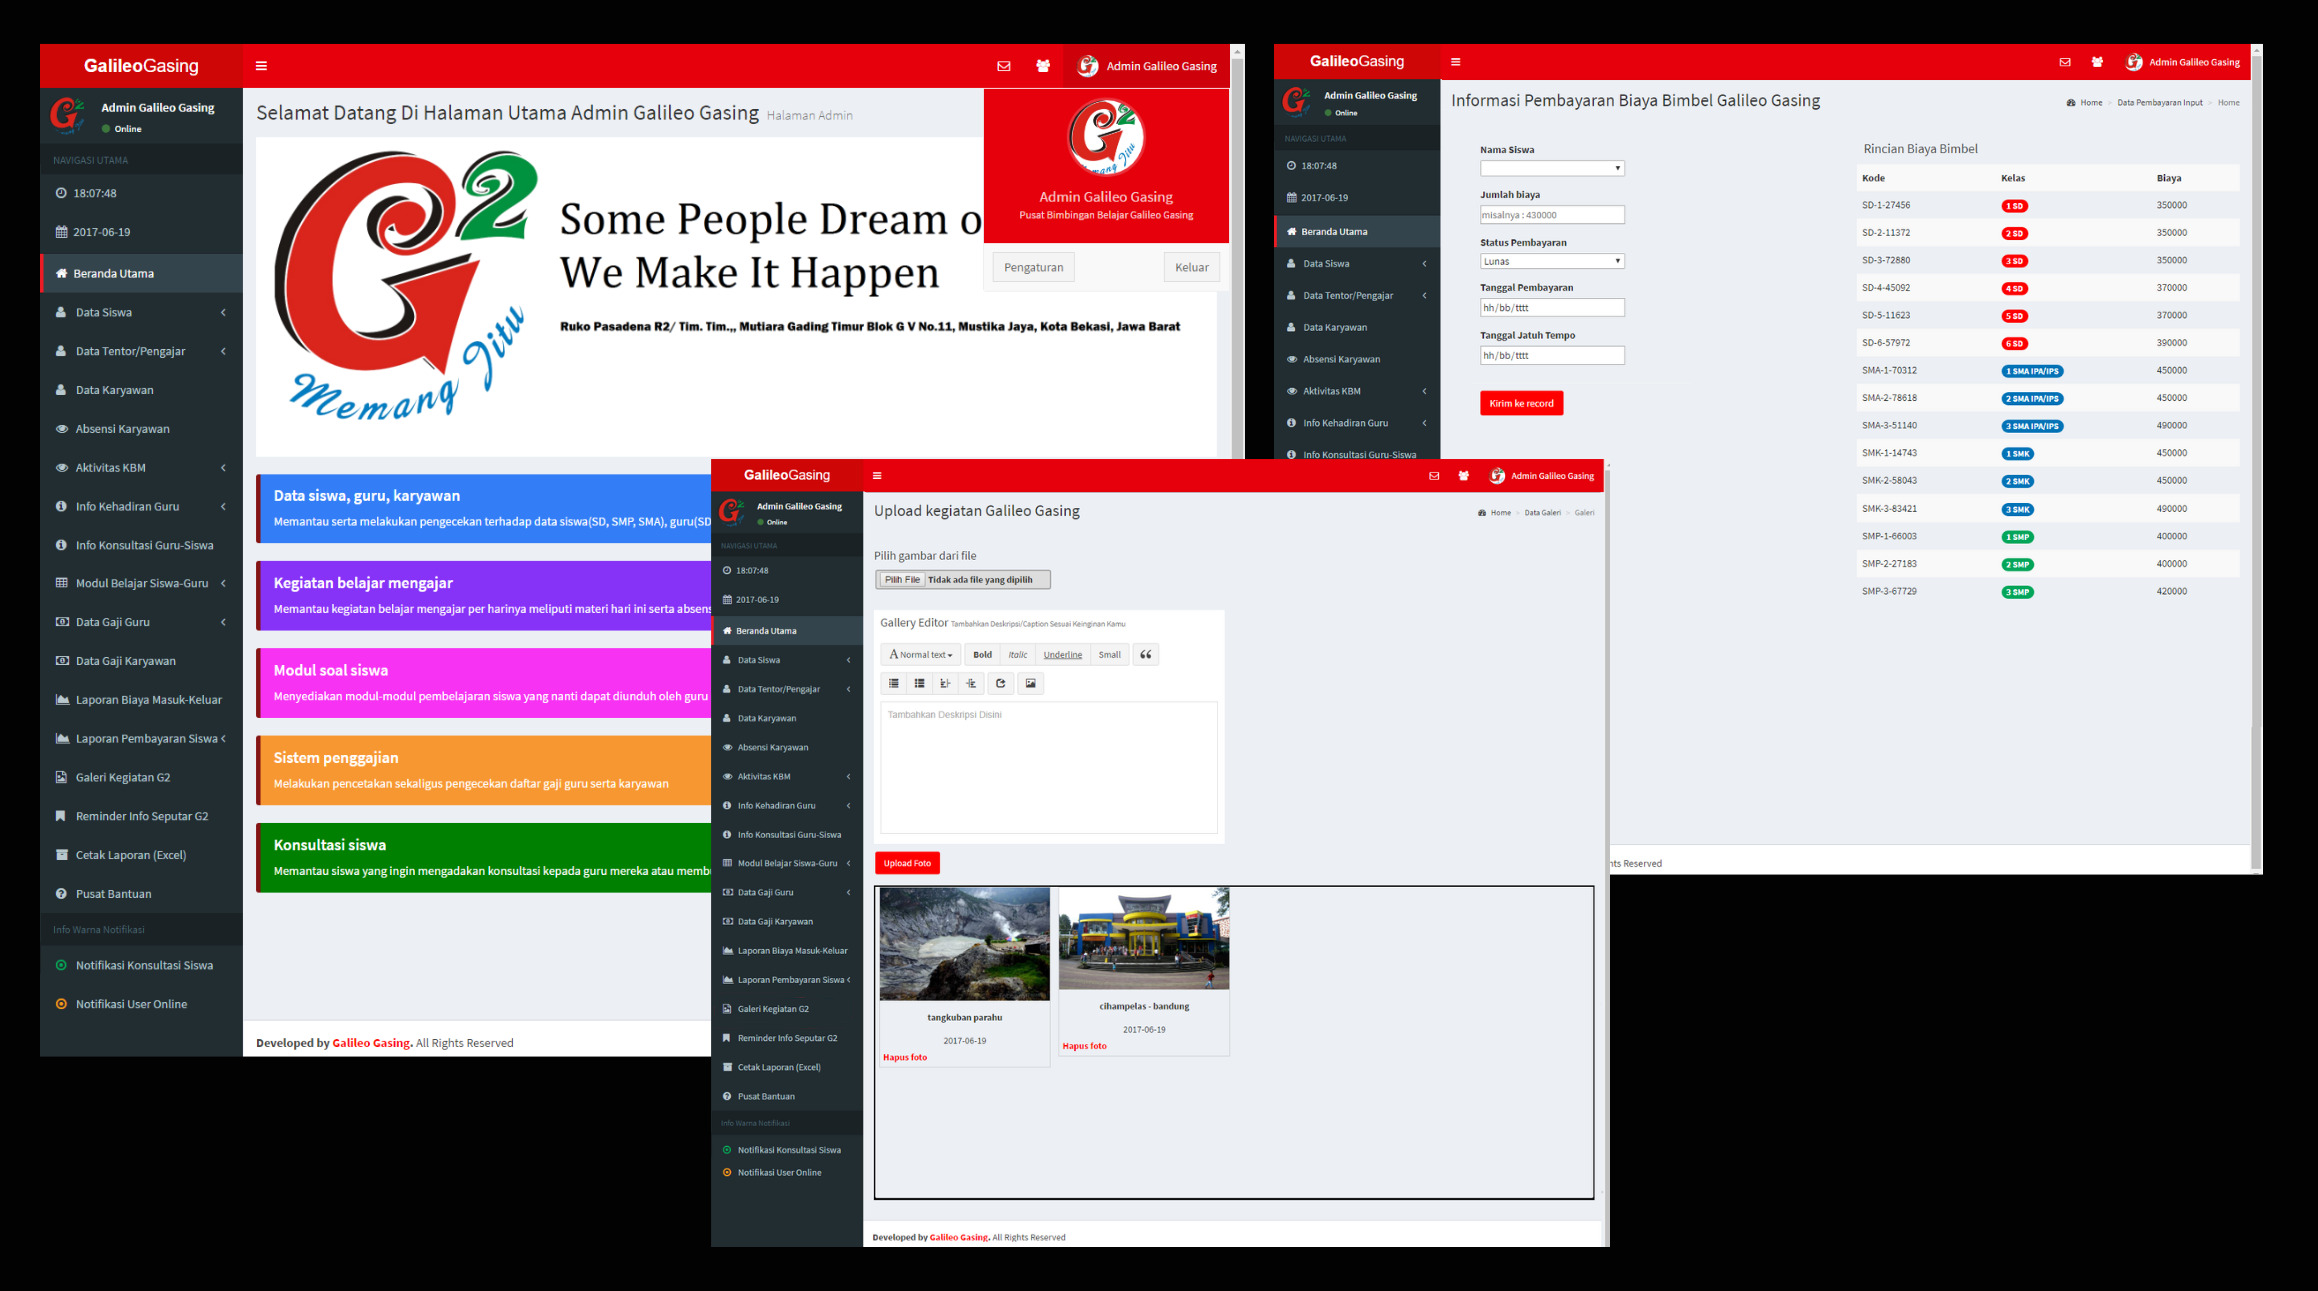 GalileoGasing
Admin Galileo Gasing
Admin Galileo Gasing
Online
NAVIGASI UTAMA
18:07:48
2017-06-19
Beranda Utama
Data Siswa
Data Tentor/Pengajar
Data Karyawan
Absensi Karyawan
Aktivitas KBM
Info Kehadiran Guru
Info Konsultasi Guru-Siswa
Modul Belajar Siswa-Guru
Data Gaji Guru
Data Gaji Karyawan
Laporan Biaya Masuk-Keluar
Laporan Pembayaran Siswa
Galeri Kegiatan G2
Reminder Info Seputar G2
Cetak Laporan (Excel)
Pusat Bantuan
Info Warna Notifikasi
Notifikasi Konsultasi Siswa
Notifikasi User Online
Selamat Datang Di Halaman Utama Admin Galileo Gasing Halaman Admin
G2
Memang Jitu
Some People Dream o
We Make It Happen
Ruko Pasadena R2/ Tim. Tim.,, Mutiara Gading Timur Blok G V No.11, Mustika Jaya, Kota Bekasi, Jawa Barat
Admin Galileo Gasing
Pusat Bimbingan Belajar Galileo Gasing
Pengaturan Keluar
Data siswa, guru, karyawan
Memantau serta melakukan pengecekan terhadap data siswa(SD, SMP, SMA), guru(SD
Kegiatan belajar mengajar
Memantau kegiatan belajar mengajar per harinya meliputi materi hari ini serta absens
Modul soal siswa
Menyediakan modul-modul pembelajaran siswa yang nanti dapat diunduh oleh guru
Sistem penggajian
Melakukan pencetakan sekaligus pengecekan daftar gaji guru serta karyawan
Konsultasi siswa
Memantau siswa yang ingin mengadakan konsultasi kepada guru mereka atau memb
Developed by Galileo Gasing. All Rights Reserved
GalileoGasing
Admin Galileo Gasing
Admin Galileo Gasing
Online
NAVIGASI UTAMA
18:07:48
2017-06-19
Beranda Utama
Data Siswa
Data Tentor/Pengajar
Data Karyawan
Absensi Karyawan
Aktivitas KBM
Info Kehadiran Guru
Info Konsultasi Guru-Siswa
Informasi Pembayaran Biaya Bimbel Galileo Gasing
Home > Data Pembayaran Input > Home
Nama Siswa
Jumlah biaya
misalnya : 430000
Status Pembayaran
Lunas
Tanggal Pembayaran
hh/bb/tttt
Tanggal Jatuh Tempo
hh/bb/tttt
Kirim ke record
Rincian Biaya Bimbel
Kode Kelas Biaya
SD-1-27456 1 SD 350000
SD-2-11372 2 SD 350000
SD-3-72880 3 SD 350000
SD-4-45092 4 SD 370000
SD-5-11623 5 SD 370000
SD-6-57972 6 SD 390000
SMA-1-70312 1 SMA IPA/IPS 450000
SMA-2-78618 2 SMA IPA/IPS 450000
SMA-3-51140 3 SMA IPA/IPS 490000
SMK-1-14743 1 SMK 450000
SMK-2-58043 2 SMK 450000
SMK-3-83421 3 SMK 490000
SMP-1-66003 1 SMP 400000
SMP-2-27183 2 SMP 400000
SMP-3-67729 3 SMP 420000
hts Reserved
GalileoGasing
Admin Galileo Gasing
Admin Galileo Gasing
Online
NAVIGASI UTAMA
18:07:48
2017-06-19
Beranda Utama
Data Siswa
Data Tentor/Pengajar
Data Karyawan
Absensi Karyawan
Aktivitas KBM
Info Kehadiran Guru
Info Konsultasi Guru-Siswa
Modul Belajar Siswa-Guru
Data Gaji Guru
Data Gaji Karyawan
Laporan Biaya Masuk-Keluar
Laporan Pembayaran Siswa
Galeri Kegiatan G2
Reminder Info Seputar G2
Cetak Laporan (Excel)
Pusat Bantuan
Info Warna Notifikasi
Notifikasi Konsultasi Siswa
Notifikasi User Online
Upload kegiatan Galileo Gasing
Home > Data Galeri > Galeri
Pilih gambar dari file
Pilih File Tidak ada file yang dipilih
Gallery Editor Tambahkan Deskripsi/Caption Sesuai Keinginan Kamu
A Normal text Bold Italic Underline Small
Tambahkan Deskripsi Disini
Upload Foto
tangkuban parahu
2017-06-19
Hapus foto
cihampelas - bandung
2017-06-19
Hapus foto
Developed by Galileo Gasing. All Rights Reserved